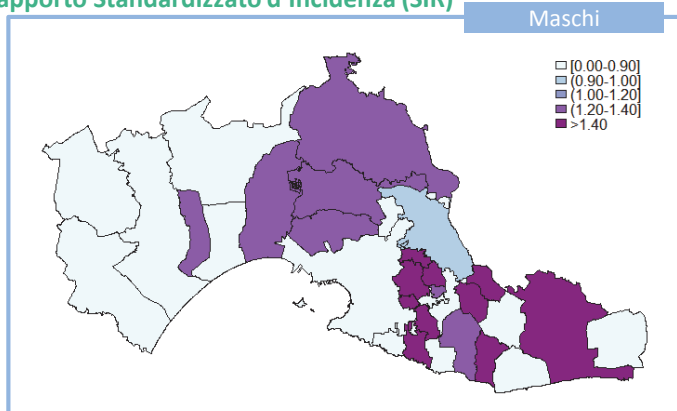 apporto Standardizzato d'Incidenza (SIR)
Maschi
[0.00-0.90]
(0.90-1.00]
(1.00-1.20]
(1.20-1.40]
>1.40